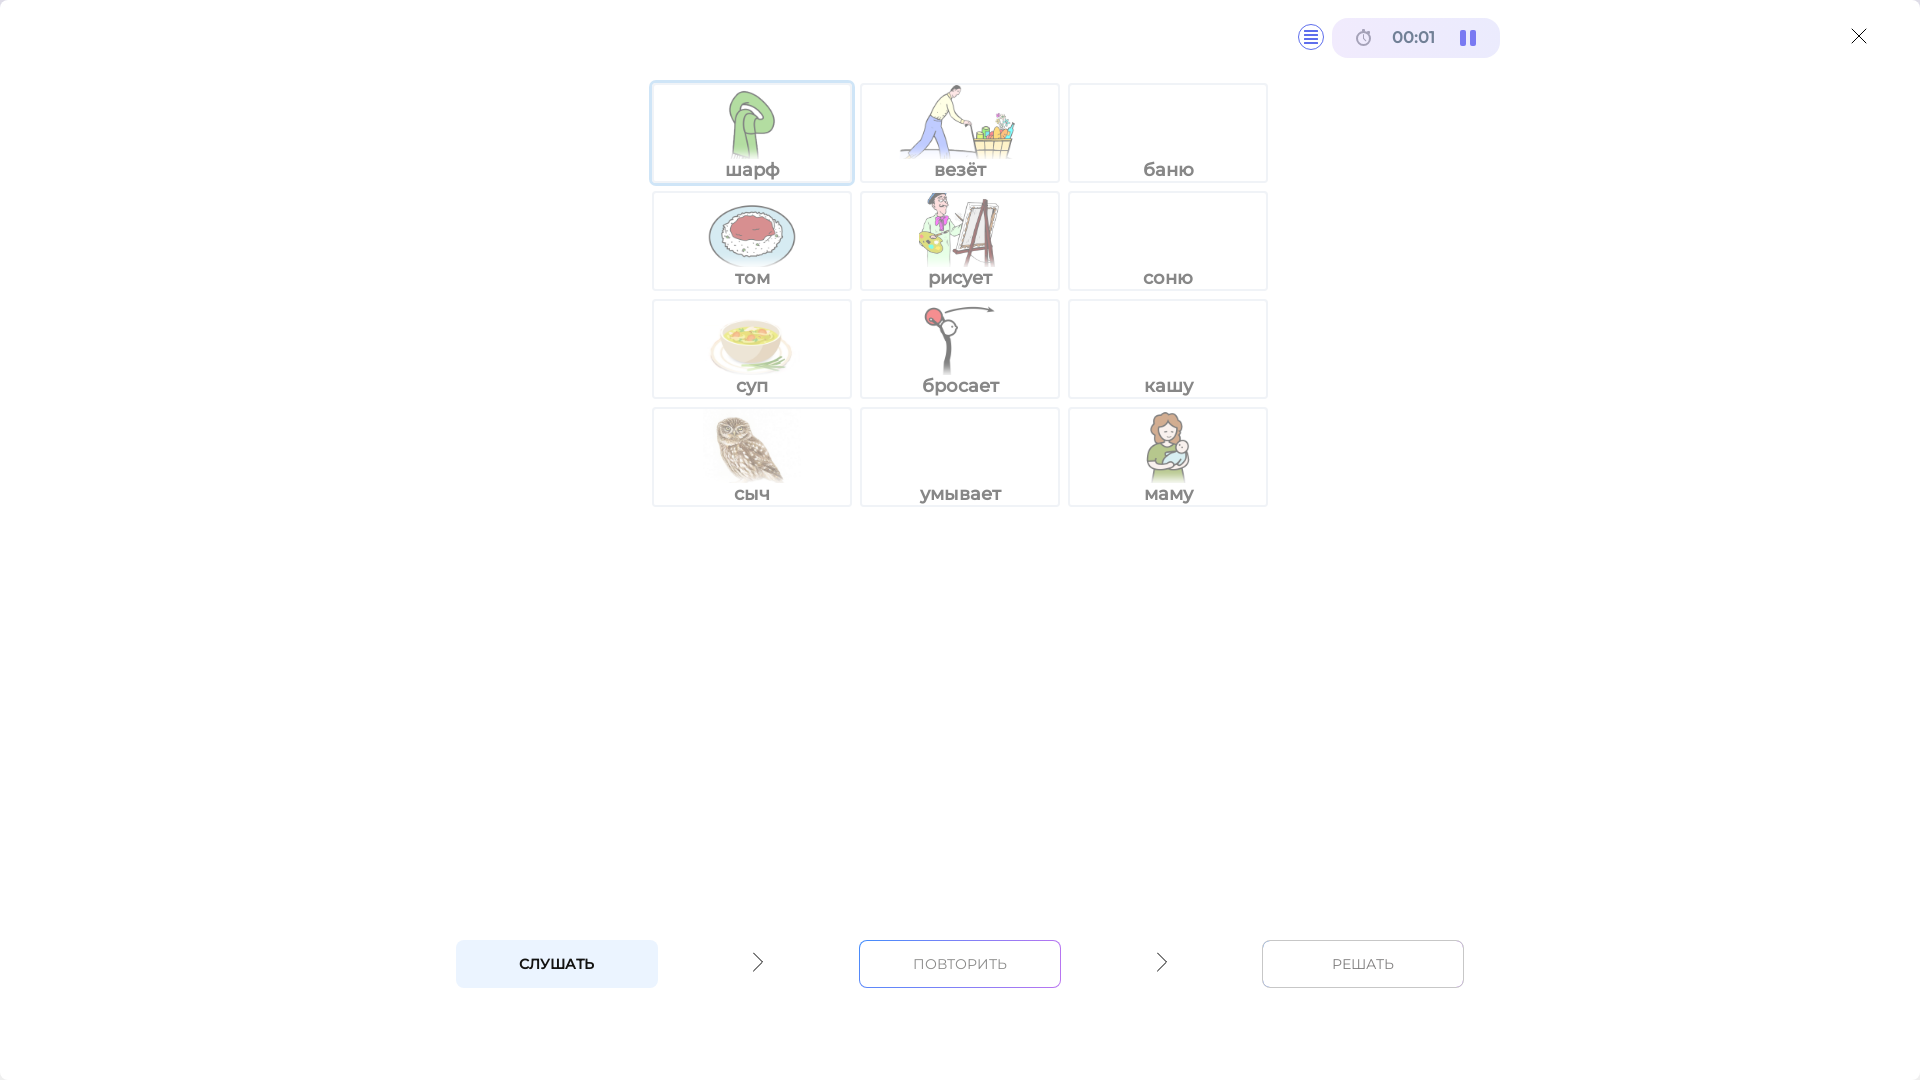 00:01
шарф везёт баню
том рисует соню
суп бросает кашу
сыч умывает маму
СЛУШАТЬ ПОВТОРИТЬ РЕШАТЬ